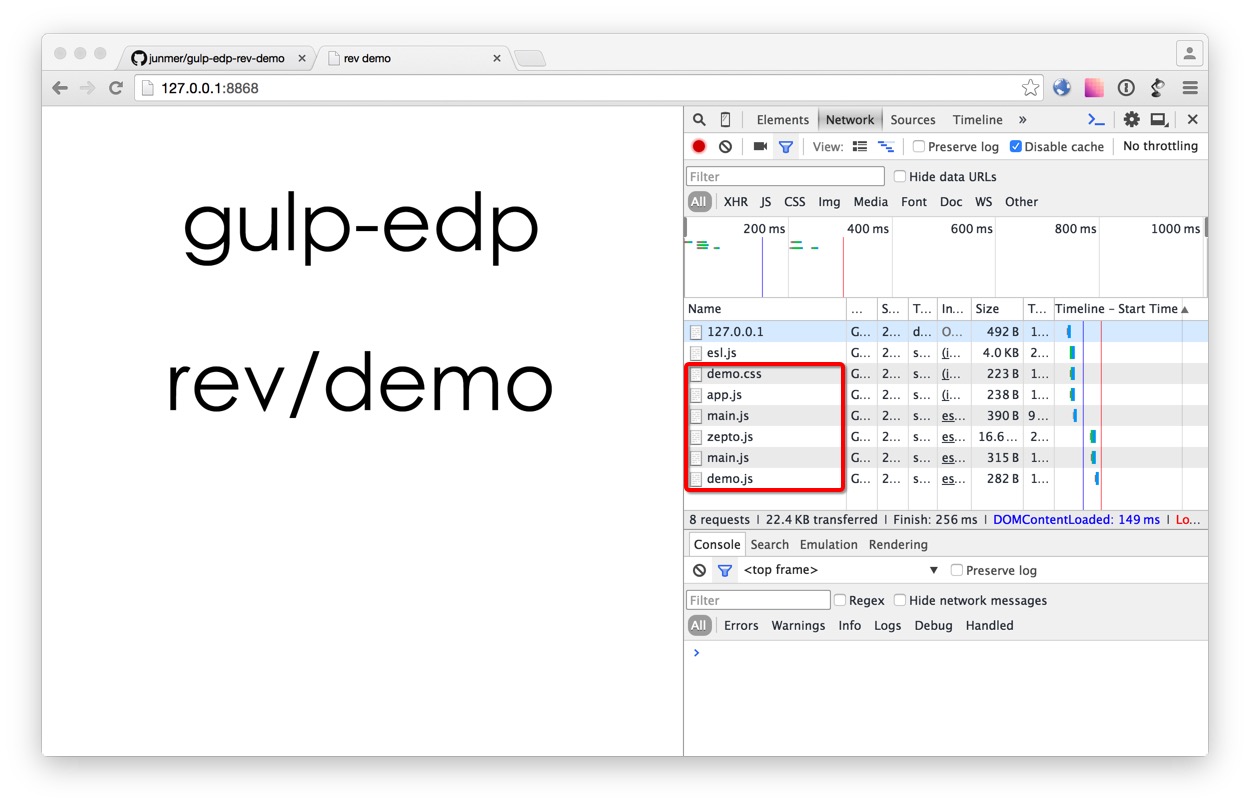 junmer/gulp-edp-rev-demo × rev demo ×
127.0.0.1:8868
gulp-edp
rev/demo
Elements Network Sources Timeline »
View: Preserve log Disable cache No throttling
Filter Hide data URLs
All XHR JS CSS Img Media Font Doc WS Other
200 ms 400 ms 600 ms 800 ms 1000 ms
Name ... S... T... In... Size T... Timeline – Start Time
127.0.0.1 G... 2... d... O... 492 B 1...
esl.js G... 2... s... (i... 4.0 KB 2...
demo.css G... 2... s... (i... 223 B 1...
app.js G... 2... s... (i... 238 B 1...
main.js G... 2... s... es... 390 B 9...
zepto.js G... 2... s... es... 16.6... 2...
main.js G... 2... s... es... 315 B 1...
demo.js G... 2... s... es... 282 B 1...
8 requests | 22.4 KB transferred | Finish: 256 ms | DOMContentLoaded: 149 ms | Lo...
Console Search Emulation Rendering
<top frame> Preserve log
Filter Regex Hide network messages
All Errors Warnings Info Logs Debug Handled